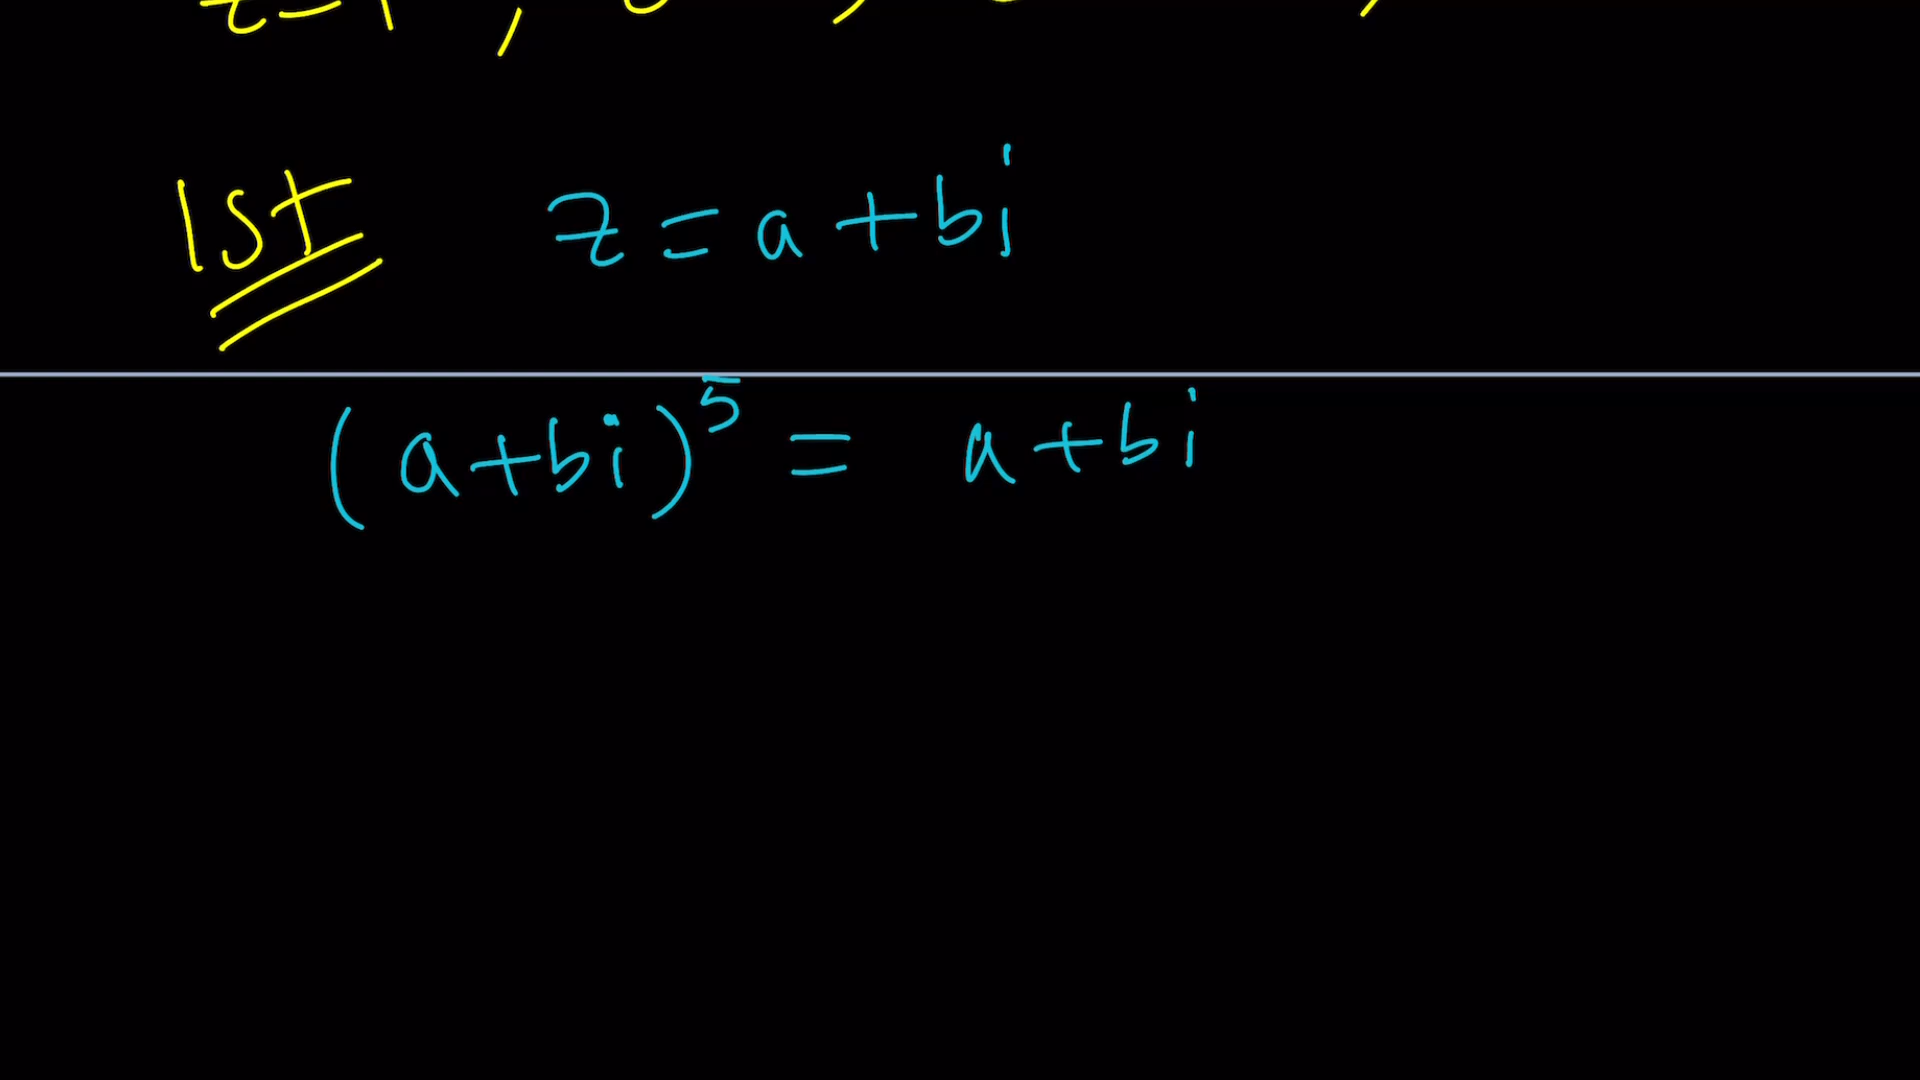 1st z = a + bi
(a + bi)⁵ = a + bi